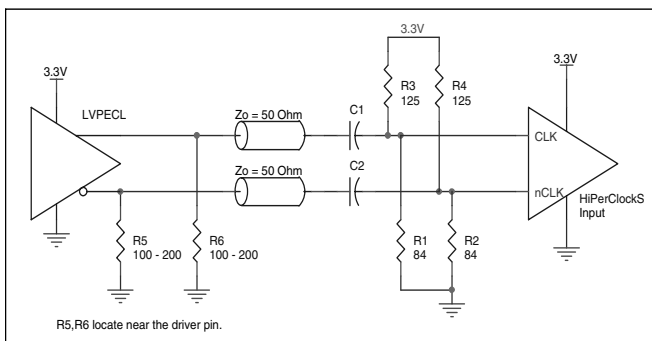 3.3V
3.3V
3.3V
LVPECL
R3
125
R4
125
Zo = 50 Ohm
C1
CLK
Zo = 50 Ohm
C2
nCLK
HiPerClockS
Input
R5
100 - 200
R6
100 - 200
R1
84
R2
84
R5,R6 locate near the driver pin.